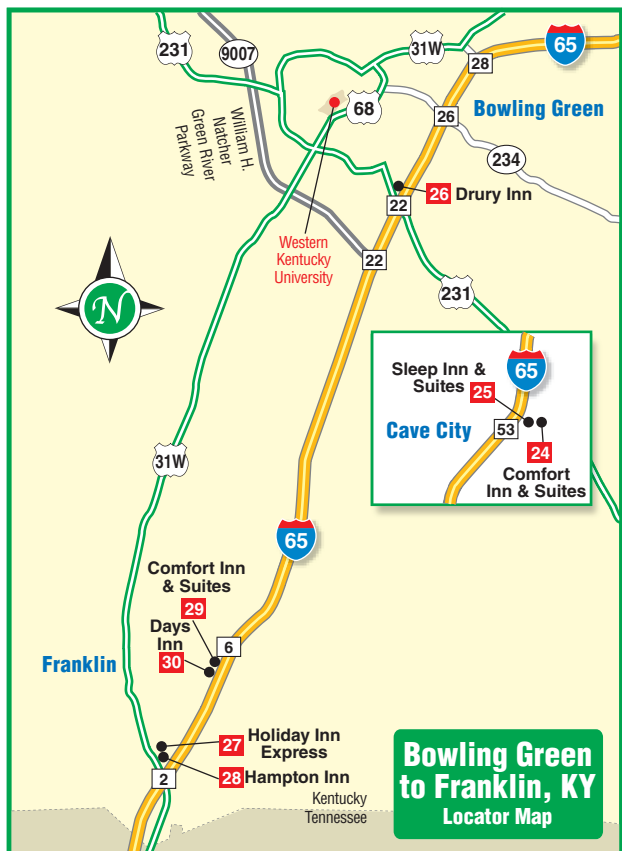 231
9007
31W
65
28
68
Bowling Green
26
William H.
Natcher
Green River
Parkway
234
26 Drury Inn
22
Western
Kentucky
University
22
N
231
Sleep Inn &
Suites 25
65
Cave City
53
24
Comfort
Inn & Suites
31W
65
Comfort Inn
& Suites
29
Days
Inn
30
6
Franklin
27 Holiday Inn
Express
28 Hampton Inn
2
Kentucky
Tennessee
Bowling Green
to Franklin, KY
Locator Map